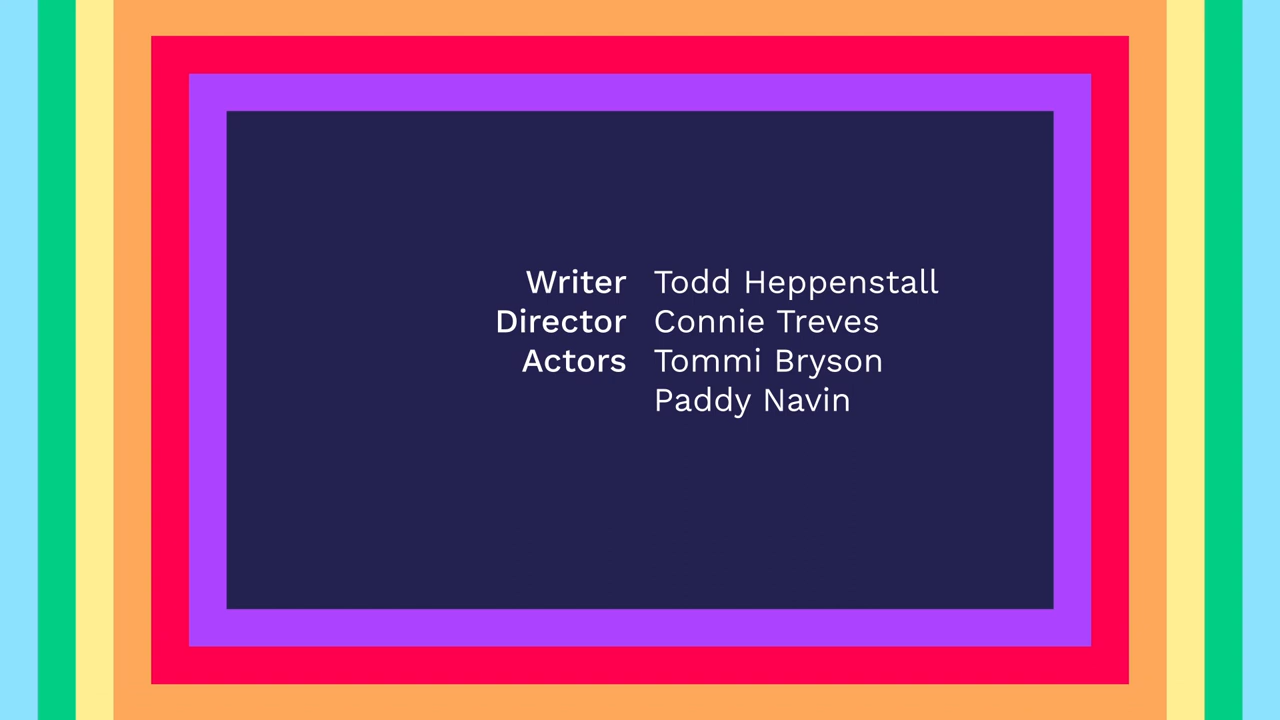 Writer Todd Heppenstall
Director Connie Treves
Actors Tommi Bryson
Paddy Navin